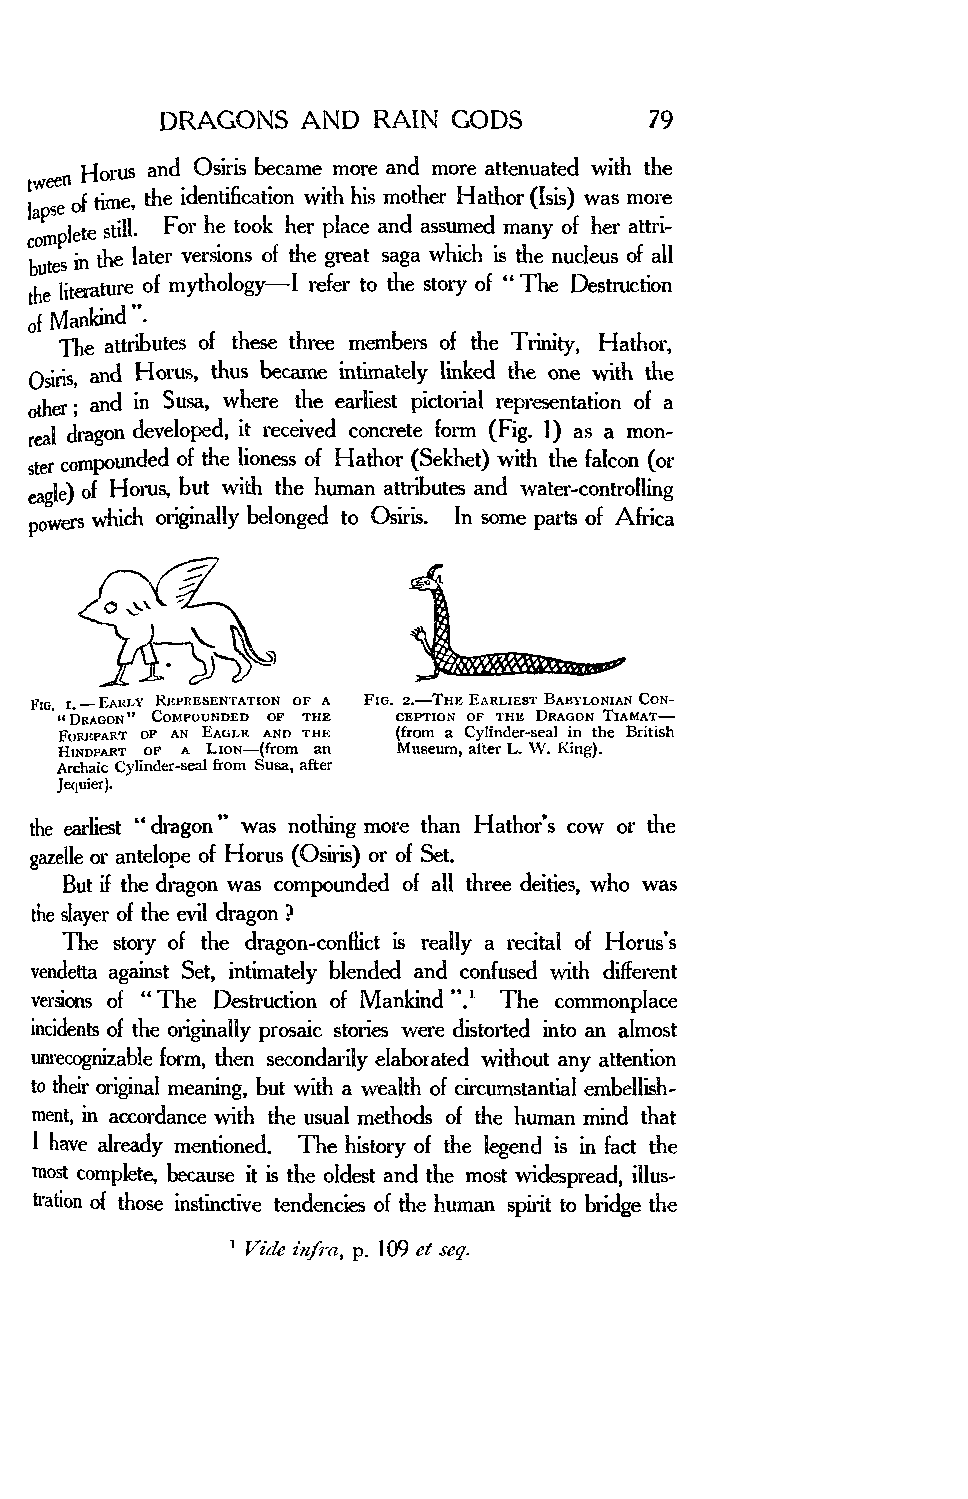 DRAGONS AND RAIN GODS 79
tween Horus and Osiris became more and more attenuated with the
lapse of time, the identification with his mother Hathor (Isis) was more
complete still. For he took her place and assumed many of her attri-
butes in the later versions of the great saga which is the nucleus of all
the literature of mythology—I refer to the story of "The Destruction
of Mankind".
The attributes of these three members of the Trinity, Hathor,
Osiris, and Horus, thus became intimately linked the one with the
other; and in Susa, where the earliest pictorial representation of a
real dragon developed, it received concrete form (Fig. 1) as a mon-
ster compounded of the lioness of Hathor (Sekhet) with the falcon (or
eagle) of Horus, but with the human attributes and water-controlling
powers which originally belonged to Osiris. In some parts of Africa
FIG. 1.—EARLY REPRESENTATION OF A
"DRAGON" COMPOUNDED OF THE
FOREPART OF AN EAGLE AND THE
HINDPART OF A LION—(from an
Archaic Cylinder-seal from Susa, after
Jequier).
FIG. 2.—THE EARLIEST BABYLONIAN CON-
CEPTION OF THE DRAGON TIAMAT—
(from a Cylinder-seal in the British
Museum, after L. W. King).
the earliest "dragon" was nothing more than Hathor's cow or the
gazelle or antelope of Horus (Osiris) or of Set.
But if the dragon was compounded of all three deities, who was
the slayer of the evil dragon?
The story of the dragon-conflict is really a recital of Horus's
vendetta against Set, intimately blended and confused with different
versions of "The Destruction of Mankind".¹ The commonplace
incidents of the originally prosaic stories were distorted into an almost
unrecognizable form, then secondarily elaborated without any attention
to their original meaning, but with a wealth of circumstantial embellish-
ment, in accordance with the usual methods of the human mind that
I have already mentioned. The history of the legend is in fact the
most complete, because it is the oldest and the most widespread, illus-
tration of those instinctive tendencies of the human spirit to bridge the
¹ Vide infra, p. 109 et seq.